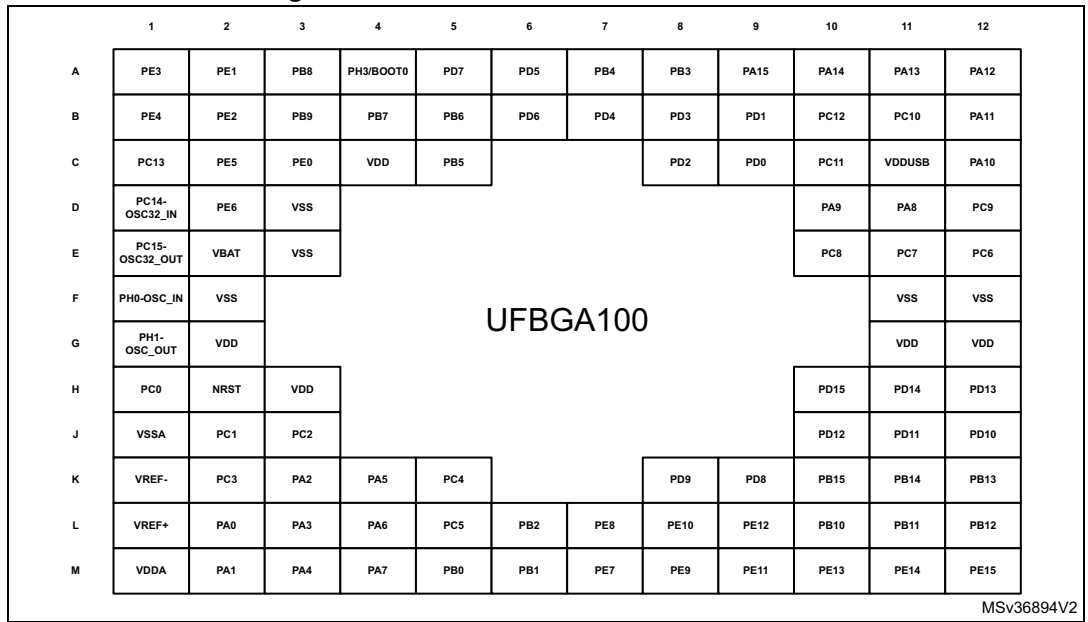 1 2 3 4 5 6 7 8 9 10 11 12
A PE3 PE1 PB8 PH3/BOOT0 PD7 PD5 PB4 PB3 PA15 PA14 PA13 PA12
B PE4 PE2 PB9 PB7 PB6 PD6 PD4 PD3 PD1 PC12 PC10 PA11
C PC13 PE5 PE0 VDD PB5 PD2 PD0 PC11 VDDUSB PA10
D PC14-OSC32_IN PE6 VSS PA9 PA8 PC9
E PC15-OSC32_OUT VBAT VSS PC8 PC7 PC6
F PH0-OSC_IN VSS VSS VSS
UFBGA100
G PH1-OSC_OUT VDD VDD VDD
H PC0 NRST VDD PD15 PD14 PD13
J VSSA PC1 PC2 PD12 PD11 PD10
K VREF- PC3 PA2 PA5 PC4 PD9 PD8 PB15 PB14 PB13
L VREF+ PA0 PA3 PA6 PC5 PB2 PE8 PE10 PE12 PB10 PB11 PB12
M VDDA PA1 PA4 PA7 PB0 PB1 PE7 PE9 PE11 PE13 PE14 PE15
MSv36894V2